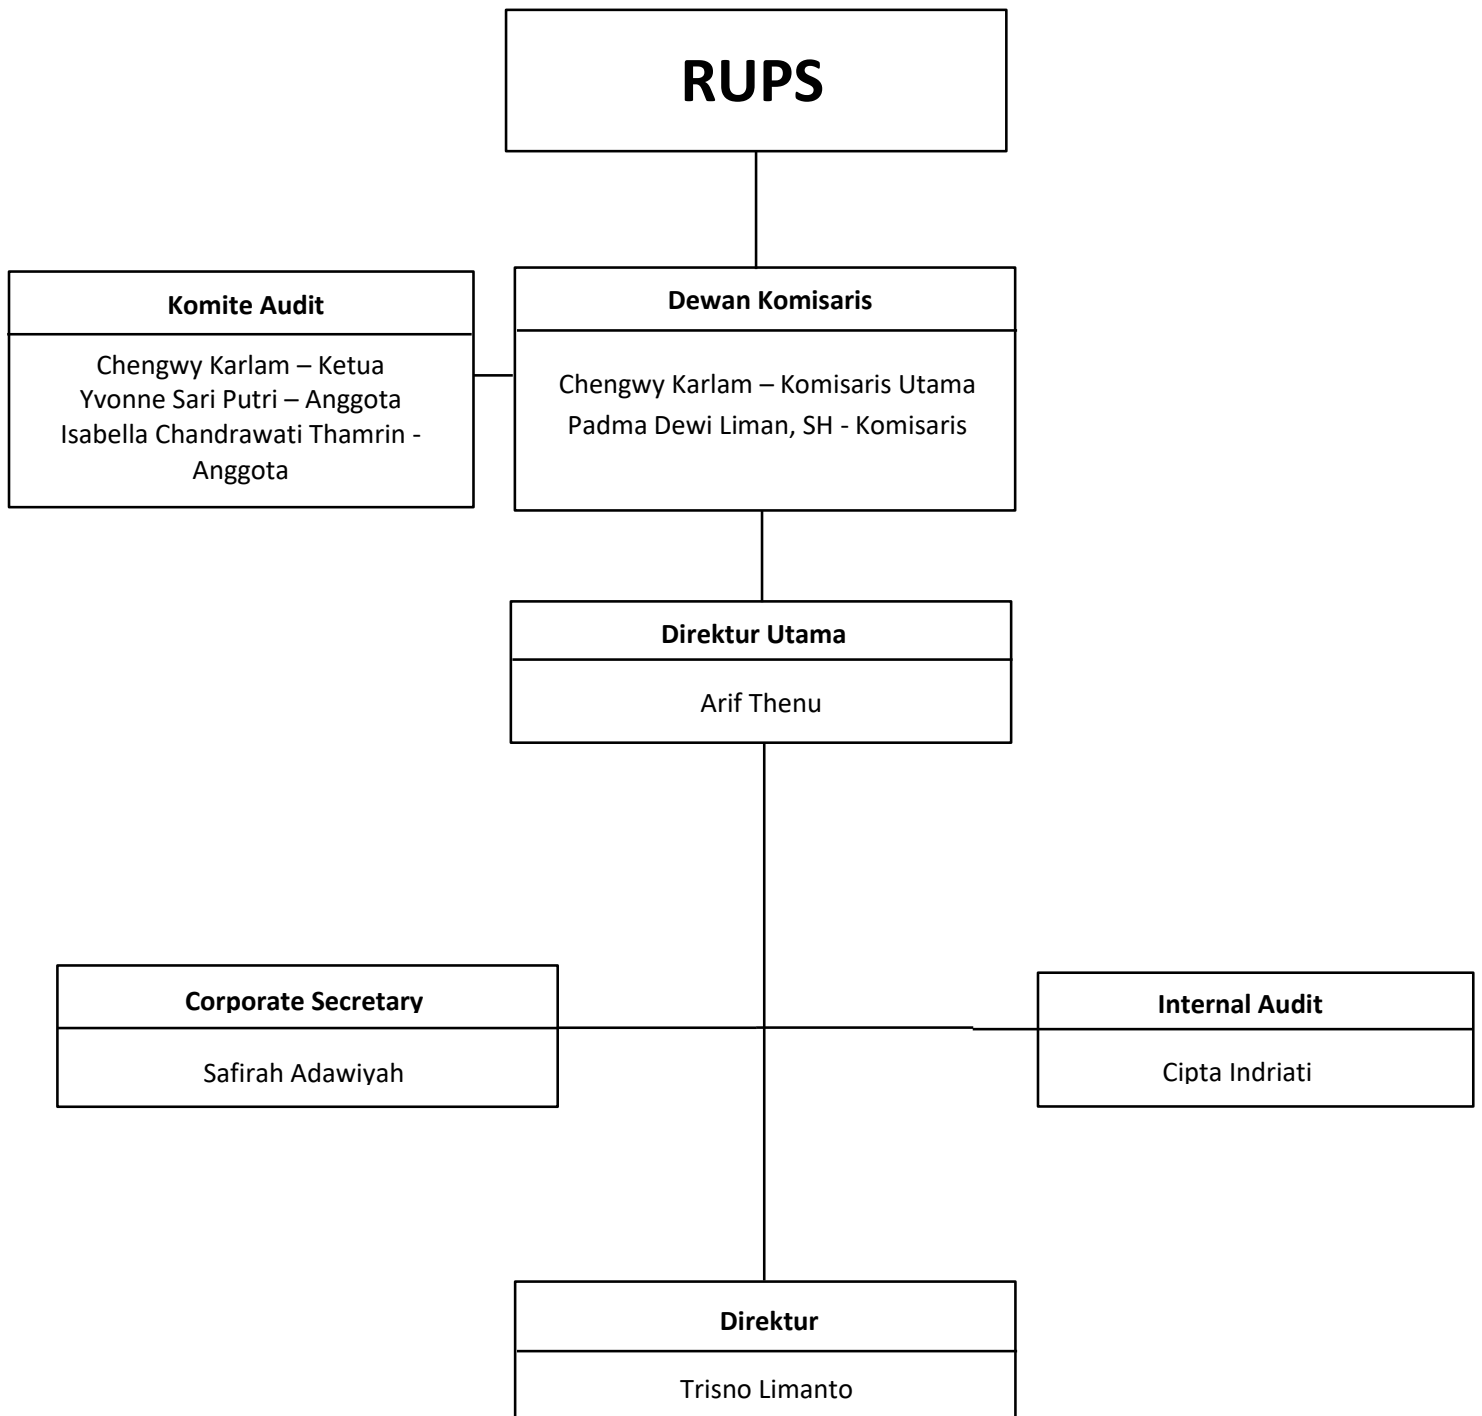 RUPS
Komite Audit
Chengwy Karlam – Ketua
Yvonne Sari Putri – Anggota
Isabella Chandrawati Thamrin -
Anggota
Dewan Komisaris
Chengwy Karlam – Komisaris Utama
Padma Dewi Liman, SH - Komisaris
Direktur Utama
Arif Thenu
Corporate Secretary
Safirah Adawiyah
Internal Audit
Cipta Indriati
Direktur
Trisno Limanto